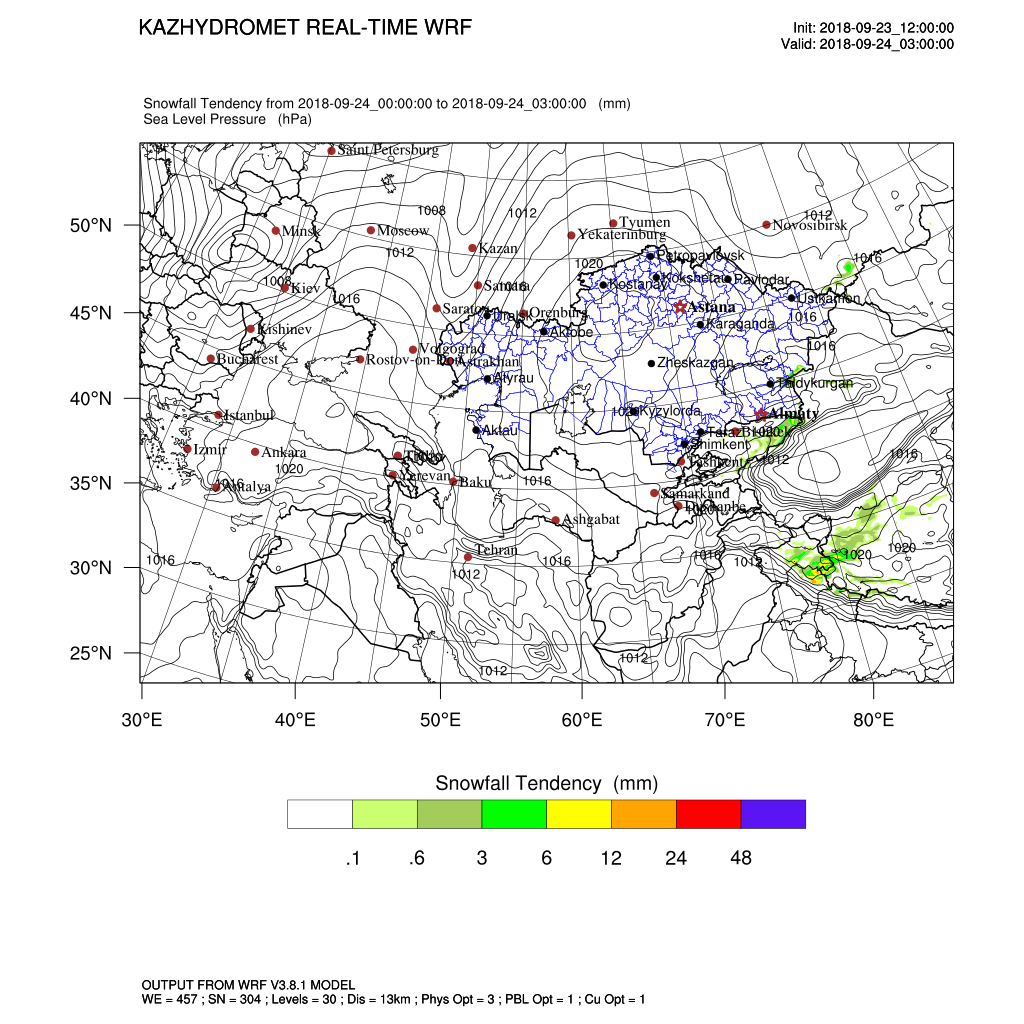 KAZHYDROMET REAL-TIME WRF
Init: 2018-09-23_12:00:00
Valid: 2018-09-24_03:00:00
Snowfall Tendency from 2018-09-24_00:00:00 to 2018-09-24_03:00:00 (mm)
Sea Level Pressure (hPa)
Saint/Petersburg
1008
1012
1012
50°N
Minsk
Moscow
Tyumen
Novosibirsk
Yekaterinburg
Kazan
1012
Petropavlovsk
1016
1020
1008
Kiev
Samara
Kostanay
Kokshetau
Pavlodar
1016
Ustkamon
45°N
Saratov
Uralsk
Orenburg
Astana
1016
Kishinev
Aktobe
Karaganda
Bucharest
Rostov-on-Don
Volgograd
Astrakhan
Zheskazgan
1016
Atyrau
Taldykurgan
40°N
Istanbul
Kyzylorda
Almaty
Aktau
Taraz
Bishkek
Izmir
Ankara
Tbilisi
Shimkent
1020
Tashkent
1012
1016
35°N
Antalya
Yerevan
Baku
1016
Samarkand
Dushanbe
Ashgabat
1016
Tehran
1016
1016
1012
1020
1020
30°N
1012
25°N
1012
1012
30°E 40°E 50°E 60°E 70°E 80°E
Snowfall Tendency (mm)
.1 .6 3 6 12 24 48
OUTPUT FROM WRF V3.8.1 MODEL
WE = 457 ; SN = 304 ; Levels = 30 ; Dis = 13km ; Phys Opt = 3 ; PBL Opt = 1 ; Cu Opt = 1